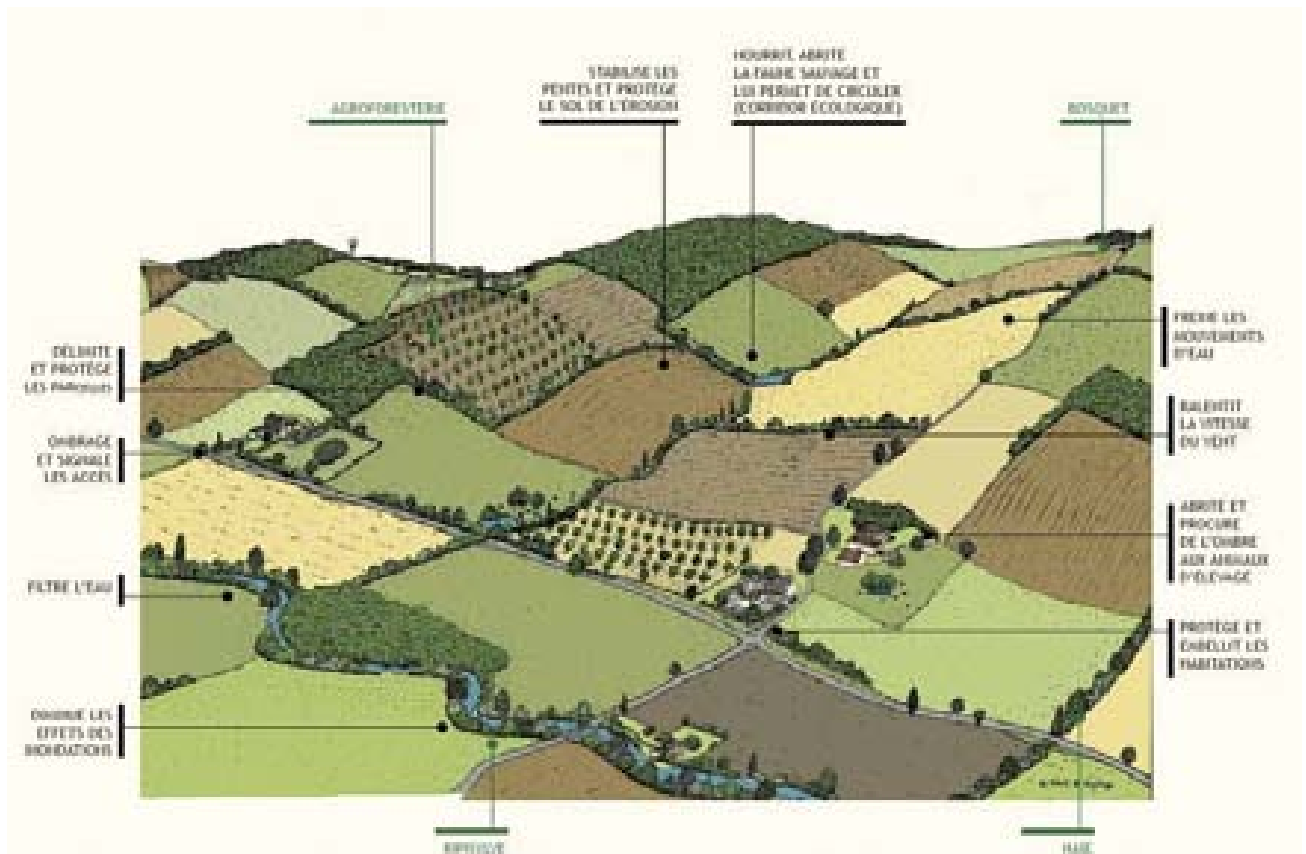 AGROFORESTERIE
STABILISE LES
PENTES ET PROTÈGE
LE SOL DE L'ÉROSION
NOURRIT, ABRITE
LA FAUNE SAUVAGE ET
LUI PERMET DE CIRCULER
(CORRIDOR ÉCOLOGIQUE)
BOSQUET
DÉLIMITE
ET PROTÈGE
LES PARCELLES
FREINE LES
MOUVEMENTS
D'EAU
OMBRAGE
ET SIGNALE
LES ACCÈS
RALENTIT
LA VITESSE
DU VENT
ABRITE ET
PROCURE
DE L'OMBRE
AUX ANIMAUX
D'ÉLEVAGE
FILTRE L'EAU
PROTÈGE ET
EMBELLIT LES
HABITATIONS
DIMINUE LES
EFFETS DES
INONDATIONS
RIPISYLVE
HAIE